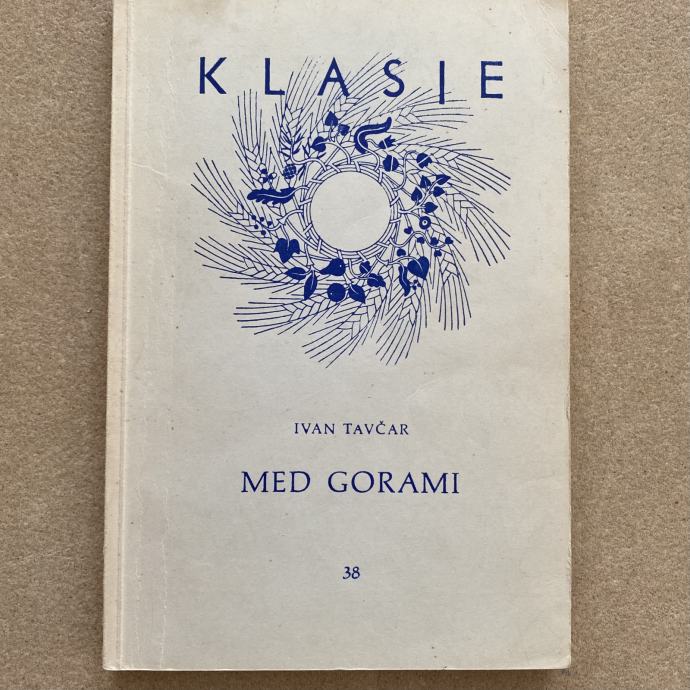 KLASJE
IVAN TAVČAR
MED GORAMI
38